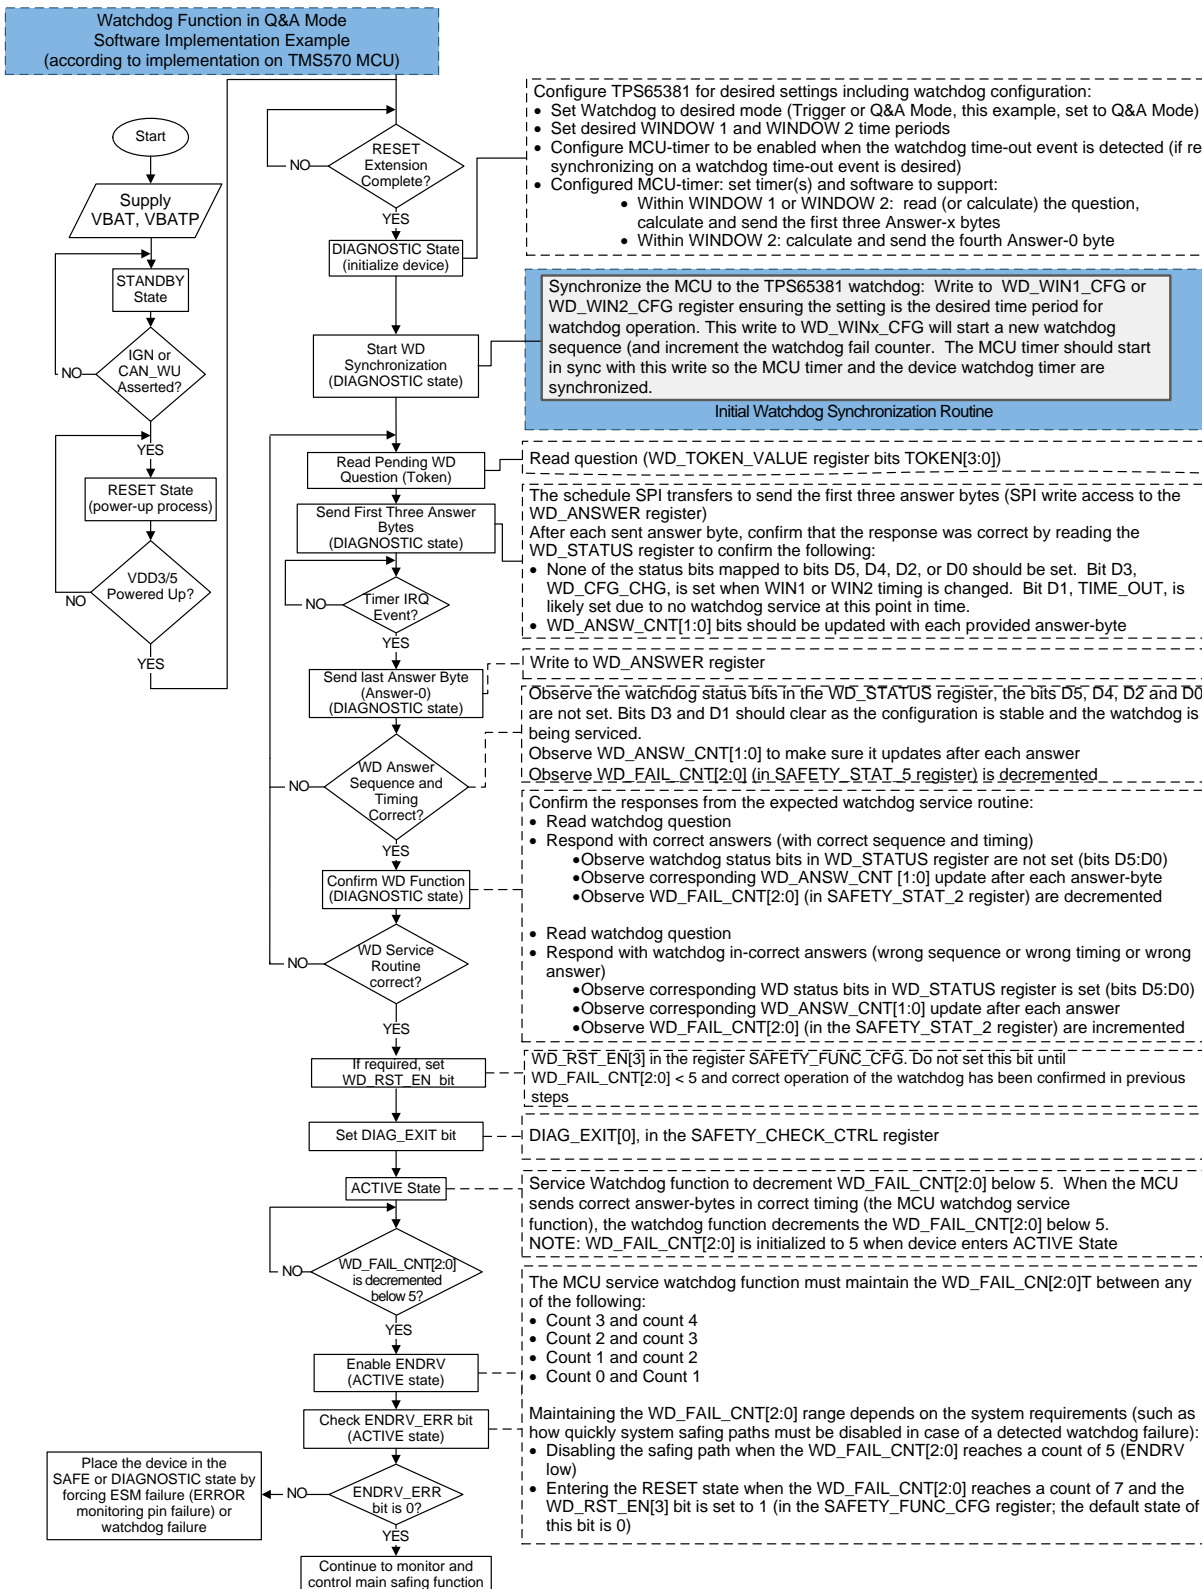 Watchdog Function in Q&A Mode
Software Implementation Example
(according to implementation on TMS570 MCU)
Start
Supply
VBAT, VBATP
STANDBY
State
IGN or
CAN_WU
Asserted?
NO
YES
RESET State
(power-up process)
VDD3/5
Powered Up?
NO
YES
RESET
Extension
Complete?
NO
YES
DIAGNOSTIC State
(initialize device)
Configure TPS65381 for desired settings including watchdog configuration:
• Set Watchdog to desired mode (Trigger or Q&A Mode, this example, set to Q&A Mode)
• Set desired WINDOW 1 and WINDOW 2 time periods
• Configure MCU-timer to be enabled when the watchdog time-out event is detected (if re
synchronizing on a watchdog time-out event is desired)
• Configured MCU-timer: set timer(s) and software to support:
• Within WINDOW 1 or WINDOW 2: read (or calculate) the question,
calculate and send the first three Answer-x bytes
• Within WINDOW 2: calculate and send the fourth Answer-0 byte
Start WD
Synchronization
(DIAGNOSTIC state)
Synchronize the MCU to the TPS65381 watchdog: Write to WD_WIN1_CFG or
WD_WIN2_CFG register ensuring the setting is the desired time period for
watchdog operation. This write to WD_WINx_CFG will start a new watchdog
sequence (and increment the watchdog fail counter. The MCU timer should start
in sync with this write so the MCU timer and the device watchdog timer are
synchronized.
Initial Watchdog Synchronization Routine
Read Pending WD
Question (Token)
Read question (WD_TOKEN_VALUE register bits TOKEN[3:0])
Send First Three Answer
Bytes
(DIAGNOSTIC state)
The schedule SPI transfers to send the first three answer bytes (SPI write access to the
WD_ANSWER register)
After each sent answer byte, confirm that the response was correct by reading the
WD_STATUS register to confirm the following:
• None of the status bits mapped to bits D5, D4, D2, or D0 should be set. Bit D3,
WD_CFG_CHG, is set when WIN1 or WIN2 timing is changed. Bit D1, TIME_OUT, is
likely set due to no watchdog service at this point in time.
• WD_ANSW_CNT[1:0] bits should be updated with each provided answer-byte
Timer IRQ
Event?
NO
YES
Send last Answer Byte
(Answer-0)
(DIAGNOSTIC state)
Write to WD_ANSWER register
WD Answer
Sequence and
Timing
Correct?
NO
YES
Observe the watchdog status bits in the WD_STATUS register, the bits D5, D4, D2 and D0
are not set. Bits D3 and D1 should clear as the configuration is stable and the watchdog is
being serviced.
Observe WD_ANSW_CNT[1:0] to make sure it updates after each answer
Observe WD_FAIL_CNT[2:0] (in SAFETY_STAT_5 register) is decremented
Confirm WD Function
(DIAGNOSTIC state)
Confirm the responses from the expected watchdog service routine:
• Read watchdog question
• Respond with correct answers (with correct sequence and timing)
•Observe watchdog status bits in WD_STATUS register are not set (bits D5:D0)
•Observe corresponding WD_ANSW_CNT [1:0] update after each answer-byte
•Observe WD_FAIL_CNT[2:0] (in SAFETY_STAT_2 register) are decremented
• Read watchdog question
• Respond with watchdog in-correct answers (wrong sequence or wrong timing or wrong
answer)
•Observe corresponding WD status bits in WD_STATUS register is set (bits D5:D0)
•Observe corresponding WD_ANSW_CNT[1:0] update after each answer
•Observe WD_FAIL_CNT[2:0] (in the SAFETY_STAT_2 register) are incremented
WD Service
Routine
correct?
NO
YES
If required, set
WD_RST_EN bit
WD_RST_EN[3] in the register SAFETY_FUNC_CFG. Do not set this bit until
WD_FAIL_CNT[2:0] < 5 and correct operation of the watchdog has been confirmed in previous
steps
Set DIAG_EXIT bit
DIAG_EXIT[0], in the SAFETY_CHECK_CTRL register
ACTIVE State
Service Watchdog function to decrement WD_FAIL_CNT[2:0] below 5. When the MCU
sends correct answer-bytes in correct timing (the MCU watchdog service
function), the watchdog function decrements the WD_FAIL_CNT[2:0] below 5.
NOTE: WD_FAIL_CNT[2:0] is initialized to 5 when device enters ACTIVE State
WD_FAIL_CNT[2:0]
is decremented
below 5?
NO
YES
Enable ENDRV
(ACTIVE state)
The MCU service watchdog function must maintain the WD_FAIL_CN[2:0]T between any
of the following:
• Count 3 and count 4
• Count 2 and count 3
• Count 1 and count 2
• Count 0 and Count 1
Check ENDRV_ERR bit
(ACTIVE state)
Maintaining the WD_FAIL_CNT[2:0] range depends on the system requirements (such as
how quickly system safing paths must be disabled in case of a detected watchdog failure):
• Disabling the safing path when the WD_FAIL_CNT[2:0] reaches a count of 5 (ENDRV
low)
• Entering the RESET state when the WD_FAIL_CNT[2:0] reaches a count of 7 and the
WD_RST_EN[3] bit is set to 1 (in the SAFETY_FUNC_CFG register; the default state of
this bit is 0)
ENDRV_ERR
bit is 0?
NO
Place the device in the
SAFE or DIAGNOSTIC state by
forcing ESM failure (ERROR
monitoring pin failure) or
watchdog failure
YES
Continue to monitor and
control main safing function